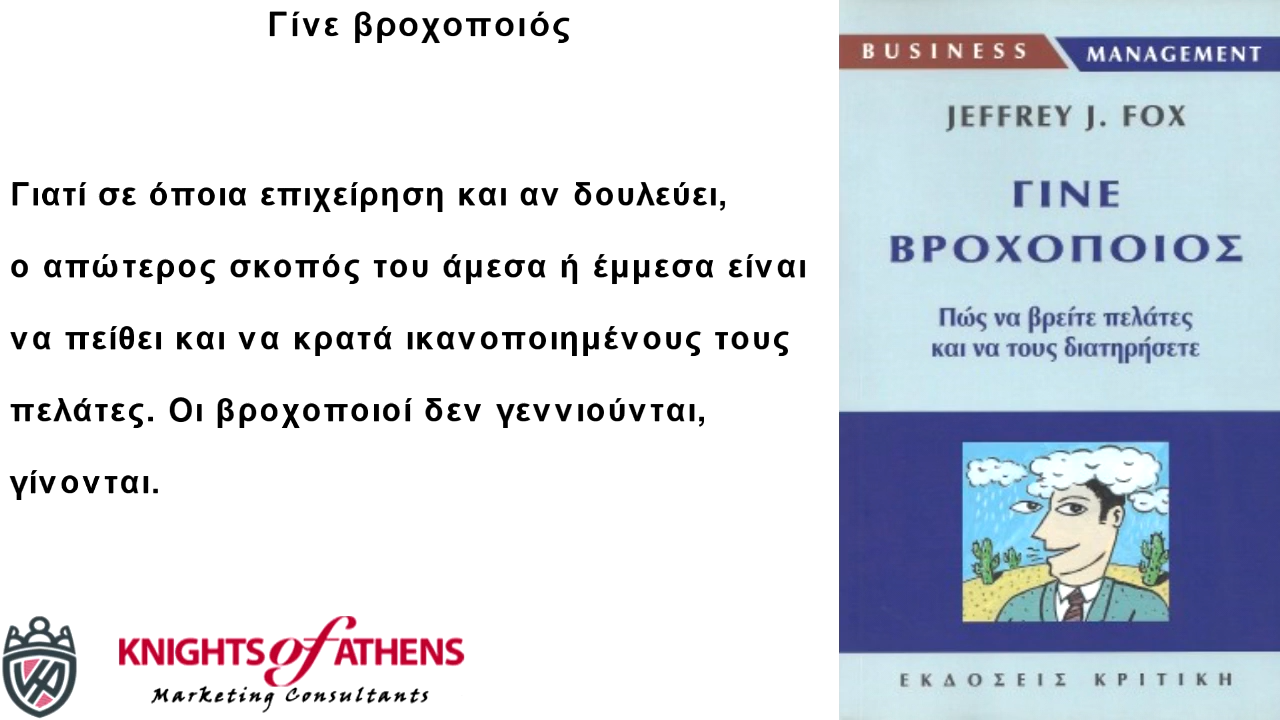 Γίνε βροχοποιός
Γιατί σε όποια επιχείρηση και αν δουλεύει,
ο απώτερος σκοπός του άμεσα ή έμμεσα είναι
να πείθει και να κρατά ικανοποιημένους τους
πελάτες. Οι βροχοποιοί δεν γεννιούνται,
γίνονται.
KNIGHTS of ATHENS
Marketing Consultants
BUSINESS MANAGEMENT
JEFFREY J. FOX
ΓΙΝΕ
ΒΡΟΧΟΠΟΙΟΣ
Πώς να βρείτε πελάτες
και να τους διατηρήσετε
ΕΚΔΟΣΕΙΣ ΚΡΙΤΙΚΗ